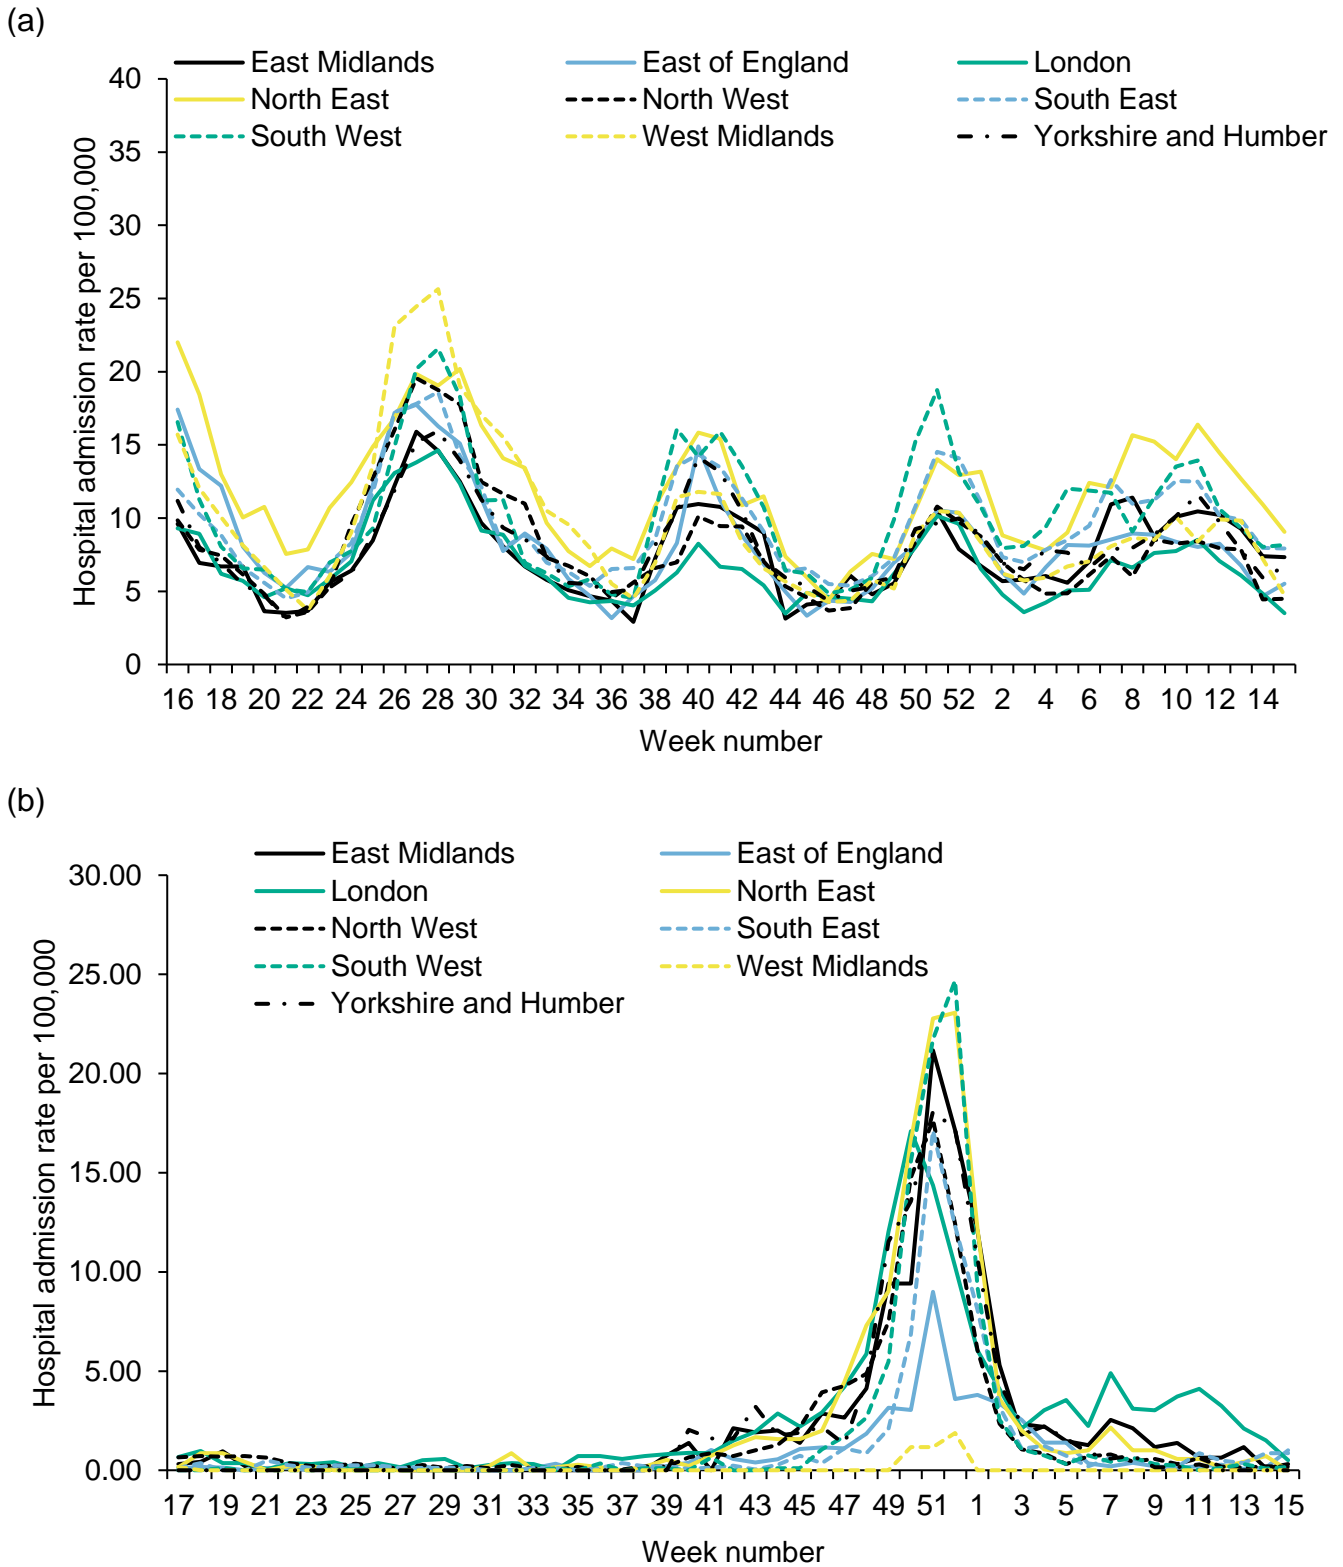 (a)
East Midlands East of England London
North East North West South East
South West West Midlands Yorkshire and Humber
40
35
30
25
20
15
10
5
0
Hospital admission rate per 100,000
16 18 20 22 24 26 28 30 32 34 36 38 40 42 44 46 48 50 52 2 4 6 8 10 12 14
Week number
(b)
East Midlands East of England
London North East
North West South East
South West West Midlands
Yorkshire and Humber
30.00
25.00
20.00
15.00
10.00
5.00
0.00
Hospital admission rate per 100,000
17 19 21 23 25 27 29 31 33 35 37 39 41 43 45 47 49 51 1 3 5 7 9 11 13 15
Week number